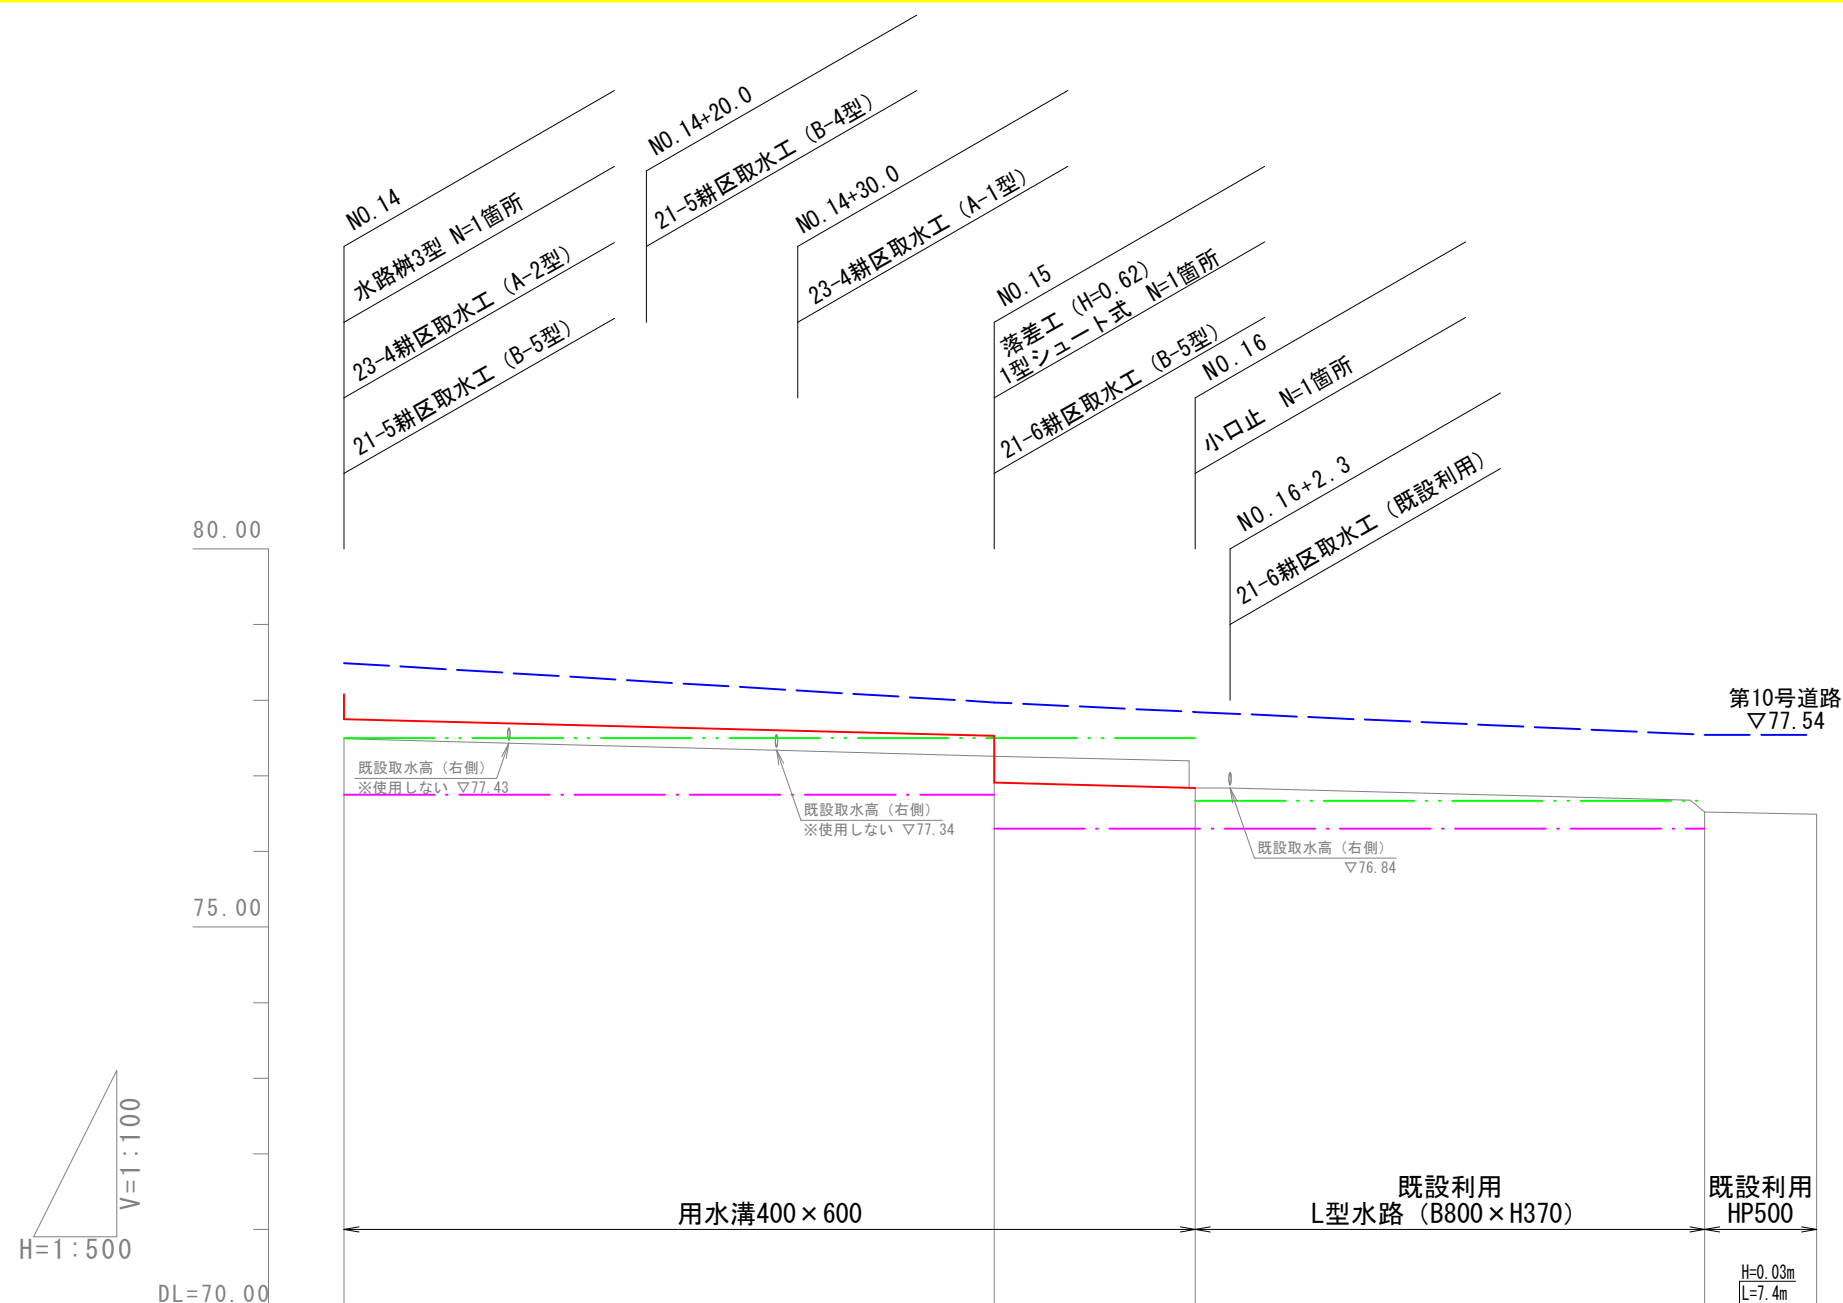 NO.14
水路桝3型 N=1箇所
23-4耕区取水工（A-2型）
21-5耕区取水工（B-5型）
NO.14+20.0
21-5耕区取水工（B-4型）
NO.14+30.0
23-4耕区取水工（A-1型）
NO.15
落差工（H=0.62）
1型シュート式 N=1箇所
21-6耕区取水工（B-5型）
NO.16
小口止 N=1箇所
NO.16+2.3
21-6耕区取水工（既設利用）
80.00
第10号道路
▽77.54
既設取水高（右側）
※使用しない ▽77.43
既設取水高（右側）
※使用しない ▽77.34
既設取水高（右側）
▽76.84
75.00
V=1:100
H=1:500
用水溝400×600
既設利用
L型水路（B800×H370）
既設利用
HP500
H=0.03m
L=7.4m
DL=70.00